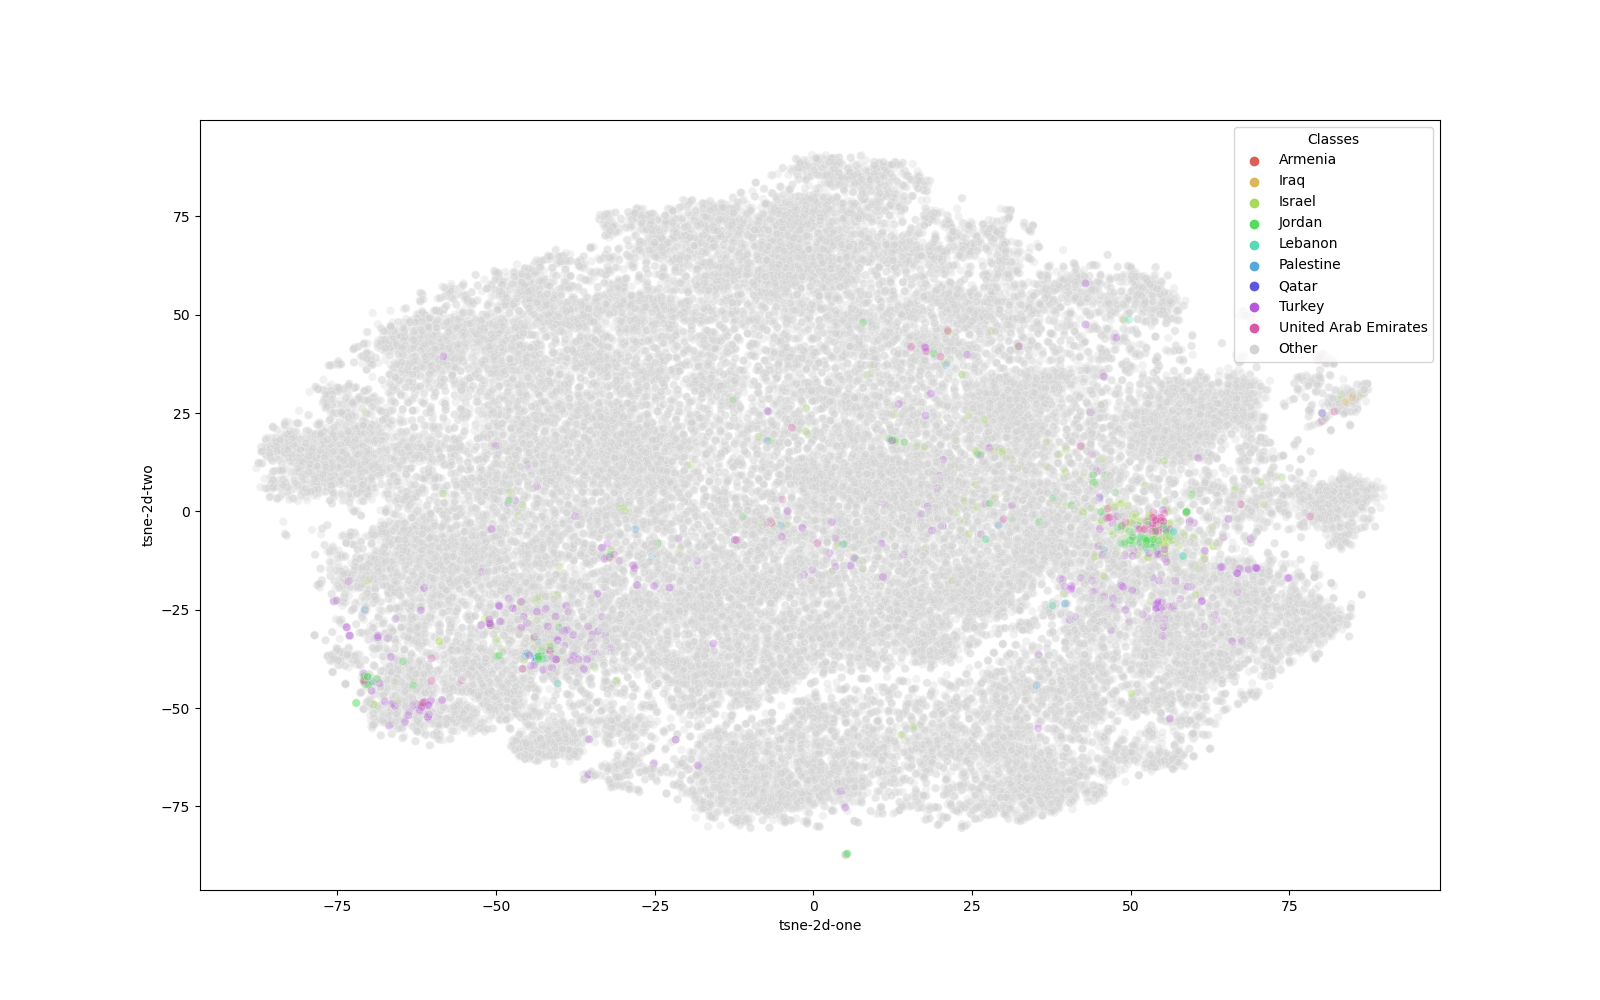 Classes
Armenia
Iraq
Israel
Jordan
Lebanon
Palestine
Qatar
Turkey
United Arab Emirates
Other
75
50
25
0
−25
−50
−75
tsne-2d-two
−75 −50 −25 0 25 50 75
tsne-2d-one